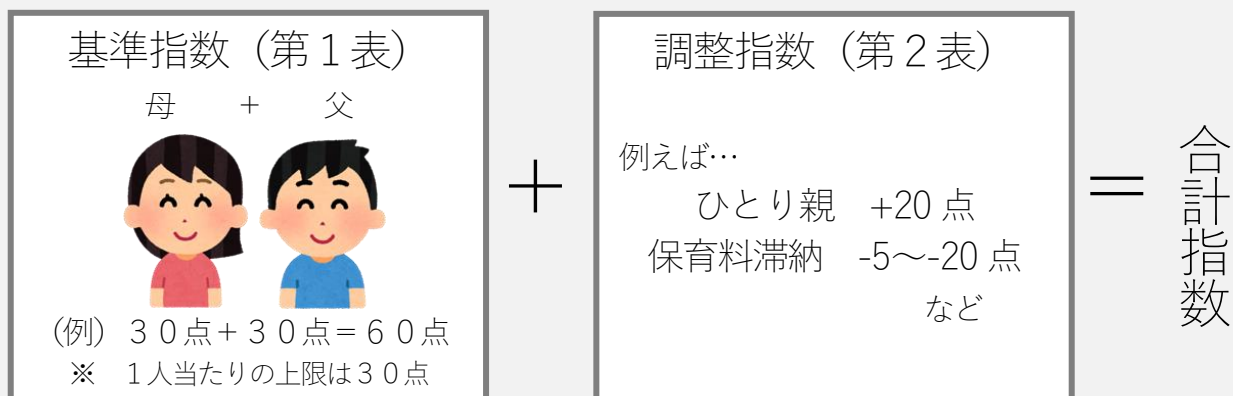 基準指数（第１表）
母　＋　父
(例)　３０点＋３０点＝６０点
※　１人当たりの上限は３０点
＋
調整指数（第２表）
例えば…
ひとり親　+20 点
保育料滞納　-5～-20 点
など
＝
合計指数